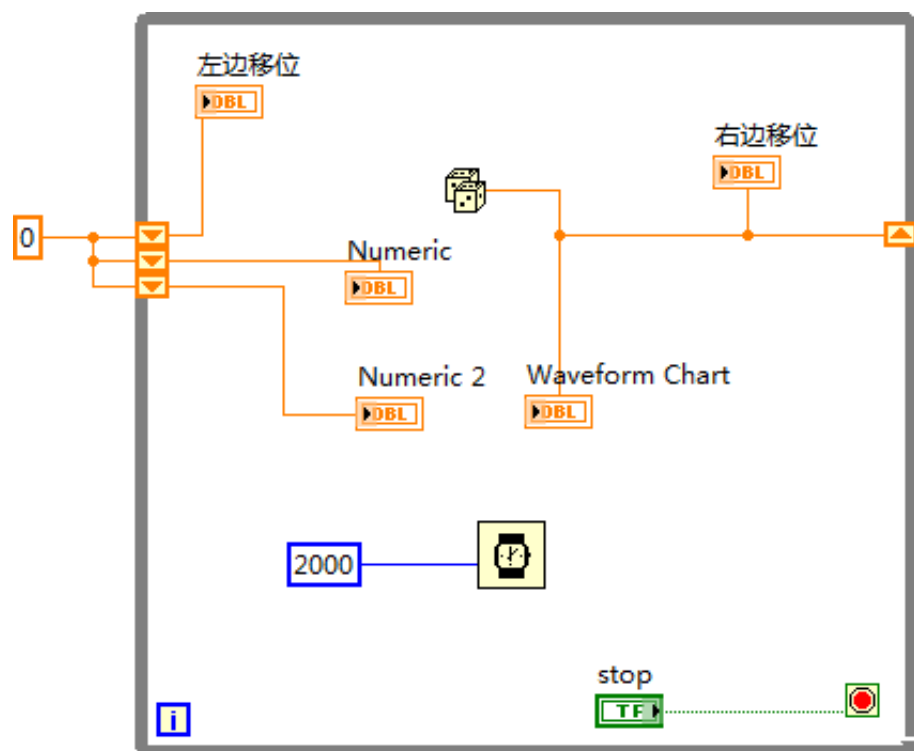 左边移位
DBL
右边移位
DBL
0
Numeric
DBL
Numeric 2
DBL
Waveform Chart
DBL
2000
stop
TF
i